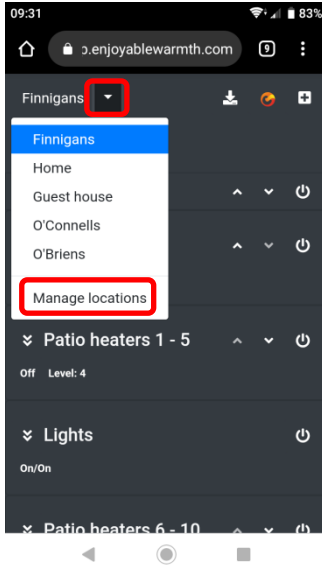 09:31
83%
ɔ.enjoyablewarmth.com
9
Finnigans
Finnigans
Home
Guest house
O'Connells
O'Briens
Manage locations
Patio heaters 1 - 5
Off Level: 4
Lights
On/On
Patio heaters 6 - 10